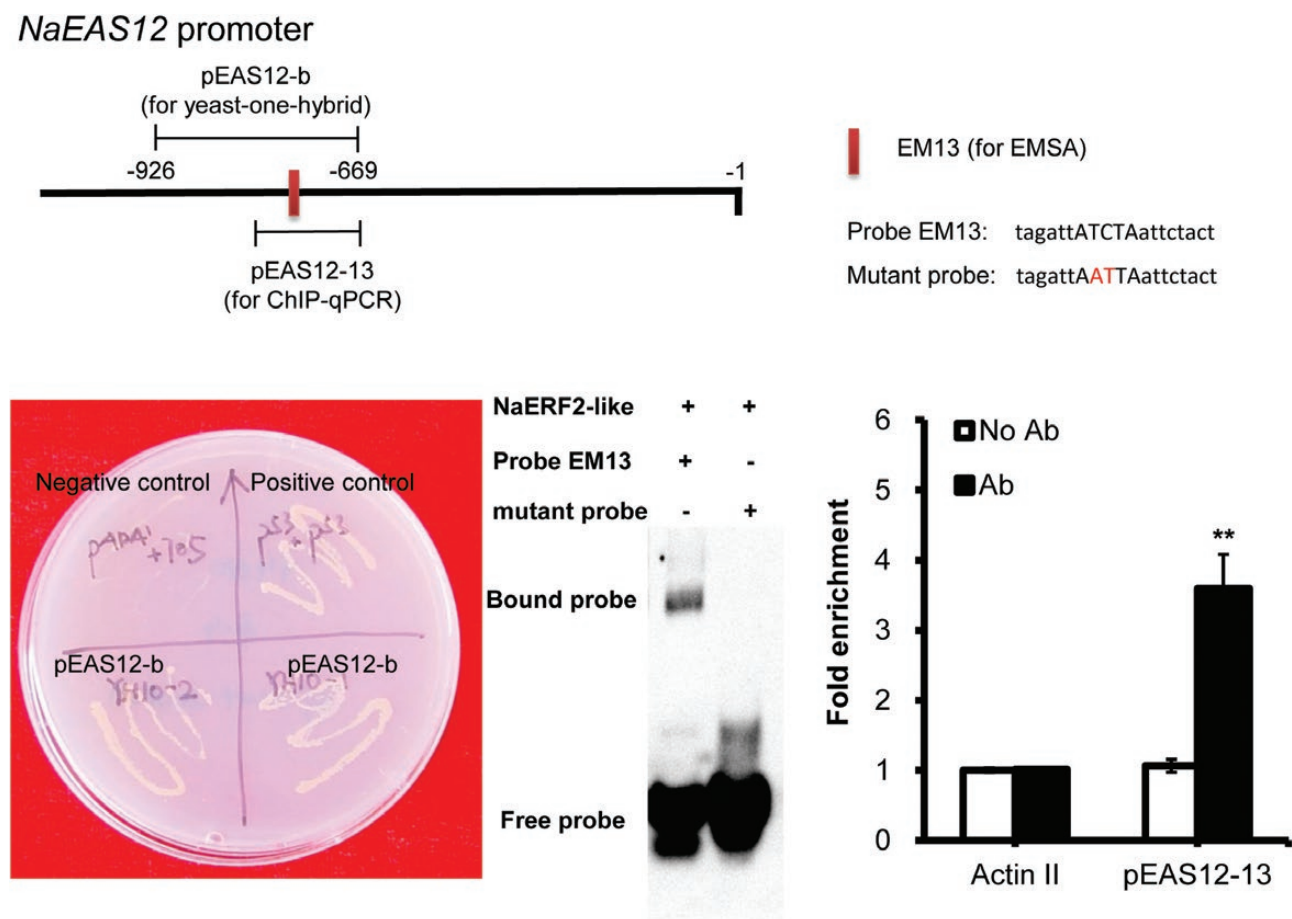 NaEAS12 promoter
pEAS12-b
(for yeast-one-hybrid)
-926
-669
-1
pEAS12-13
(for ChIP-qPCR)
EM13 (for EMSA)
Probe EM13: tagattATCTAattctact
Mutant probe: tagattAATTAattctact
Negative control
Positive control
p53 + p53
pEAS12-b
pEAS12-b
YH10-2
NaERF2-like + +
Probe EM13 + -
mutant probe - +
Bound probe
Free probe
Fold enrichment
6
5
4
3
2
1
0
No Ab
Ab
**
Actin II
pEAS12-13